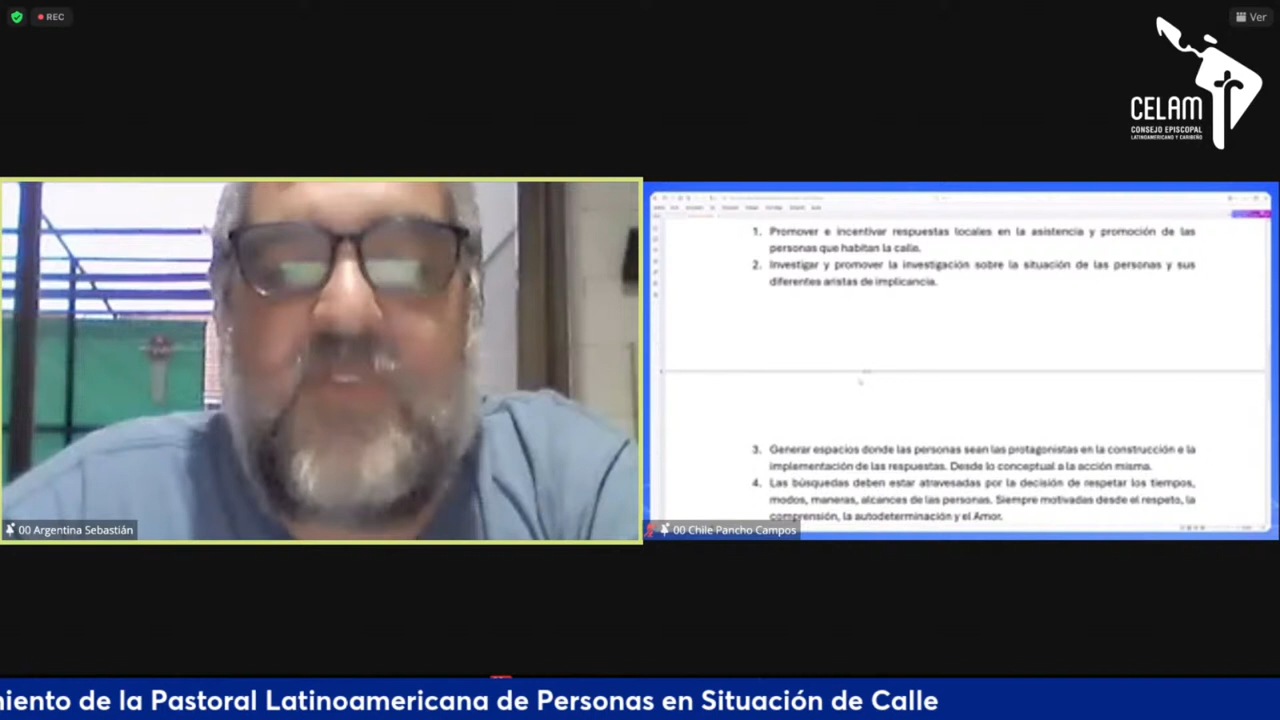 REC
Ver
CELAM
CONSEJO EPISCOPAL
LATINOAMERICANO Y CARIBEÑO
1. Promover e incentivar respuestas locales en la asistencia y promoción de las
personas que habitan la calle.
2. Investigar y promover la investigación sobre la situación de las personas y sus
diferentes aristas de implicancia.
3. Generar espacios donde las personas sean las protagonistas en la construcción e la
implementación de las respuestas. Desde lo conceptual a la acción misma.
4. Las búsquedas deben estar atravesadas por la decisión de respetar los tiempos,
modos, maneras, alcances de las personas. Siempre motivadas desde el respeto, la
comprensión, la autodeterminación y el Amor.
00 Argentina Sebastián
00 Chile Pancho Campos
miento de la Pastoral Latinoamericana de Personas en Situación de Calle